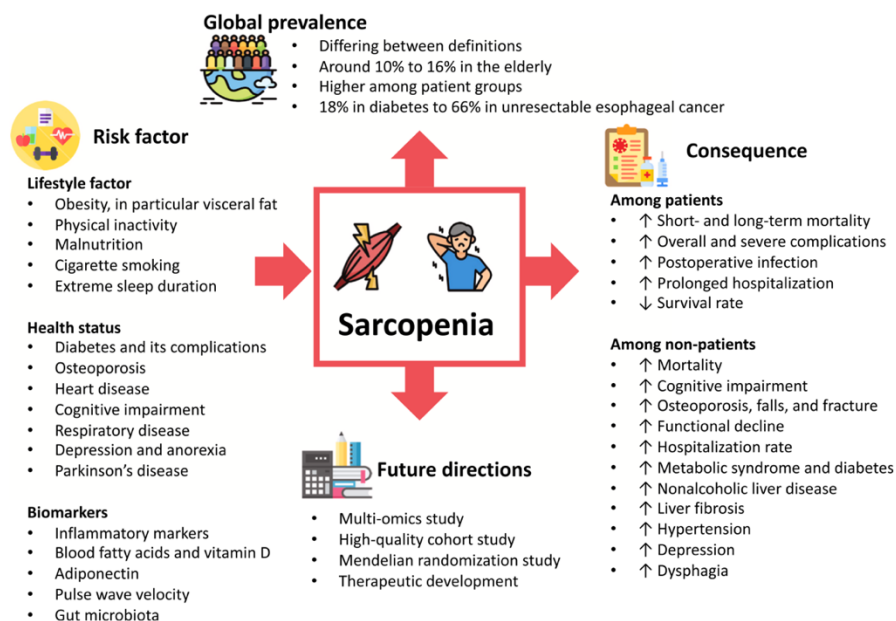 Global prevalence
• Differing between definitions
• Around 10% to 16% in the elderly
• Higher among patient groups
• 18% in diabetes to 66% in unresectable esophageal cancer
Risk factor
Lifestyle factor
• Obesity, in particular visceral fat
• Physical inactivity
• Malnutrition
• Cigarette smoking
• Extreme sleep duration
Health status
• Diabetes and its complications
• Osteoporosis
• Heart disease
• Cognitive impairment
• Respiratory disease
• Depression and anorexia
• Parkinson's disease
Biomarkers
• Inflammatory markers
• Blood fatty acids and vitamin D
• Adiponectin
• Pulse wave velocity
• Gut microbiota
Sarcopenia
Future directions
• Multi-omics study
• High-quality cohort study
• Mendelian randomization study
• Therapeutic development
Consequence
Among patients
• ↑ Short- and long-term mortality
• ↑ Overall and severe complications
• ↑ Postoperative infection
• ↑ Prolonged hospitalization
• ↓ Survival rate
Among non-patients
• ↑ Mortality
• ↑ Cognitive impairment
• ↑ Osteoporosis, falls, and fracture
• ↑ Functional decline
• ↑ Hospitalization rate
• ↑ Metabolic syndrome and diabetes
• ↑ Nonalcoholic liver disease
• ↑ Liver fibrosis
• ↑ Hypertension
• ↑ Depression
• ↑ Dysphagia